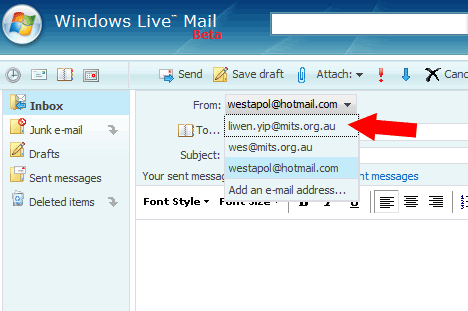 Windows Live™ Mail
Beta
Send Save draft Attach: Canc
Inbox
Junk e-mail
Drafts
Sent messages
Deleted items
From: westapol@hotmail.com
liwen.yip@mits.org.au
To...
wes@mits.org.au
Subject:
westapol@hotmail.com
Your sent messag sent messages
Add an e-mail address...
Font Style Font Size B I U